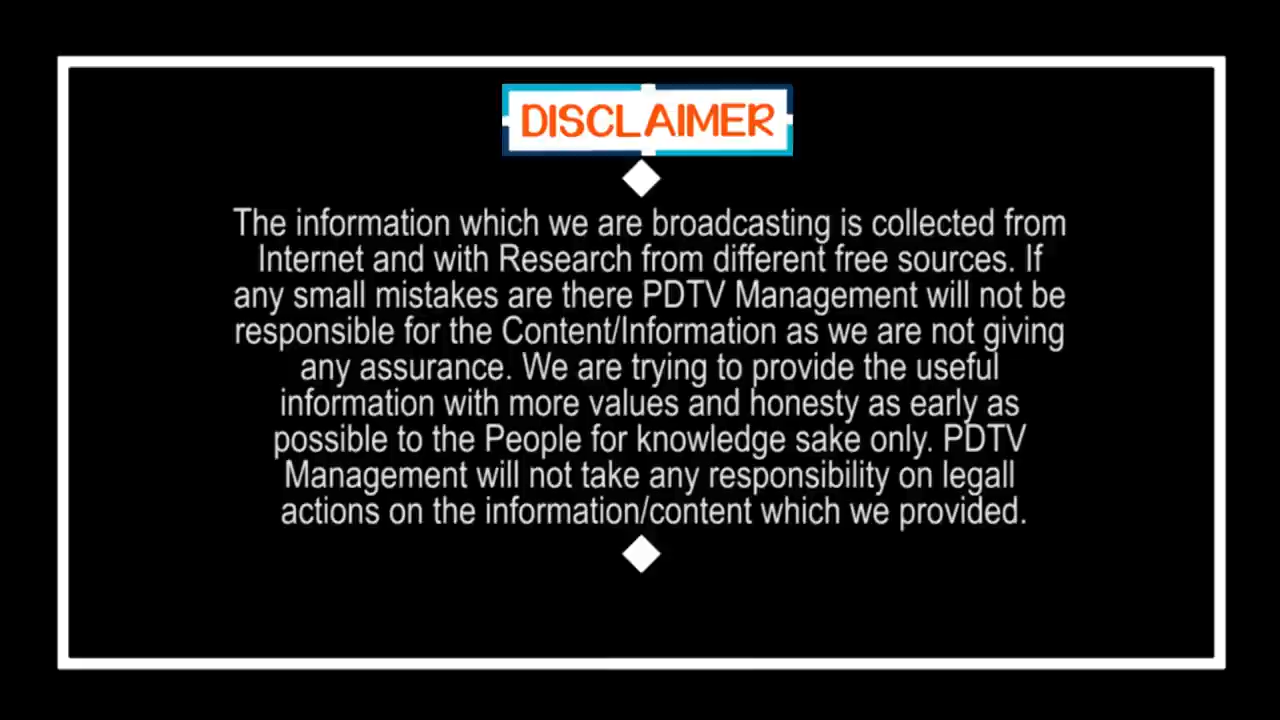 DISCLAIMER
The information which we are broadcasting is collected from
Internet and with Research from different free sources. If
any small mistakes are there PDTV Management will not be
responsible for the Content/Information as we are not giving
any assurance. We are trying to provide the useful
information with more values and honesty as early as
possible to the People for knowledge sake only. PDTV
Management will not take any responsibility on legall
actions on the information/content which we provided.